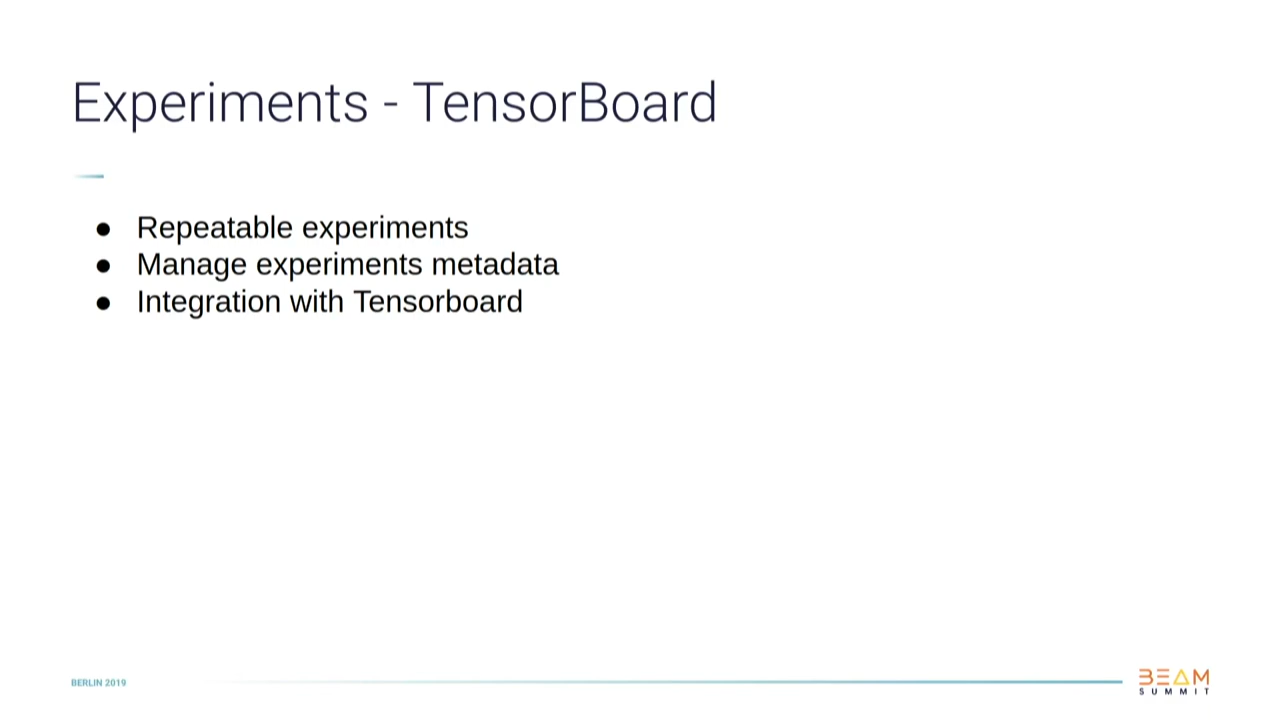 Experiments - TensorBoard
● Repeatable experiments
● Manage experiments metadata
● Integration with Tensorboard
BERLIN 2019
BEAM
SUMMIT